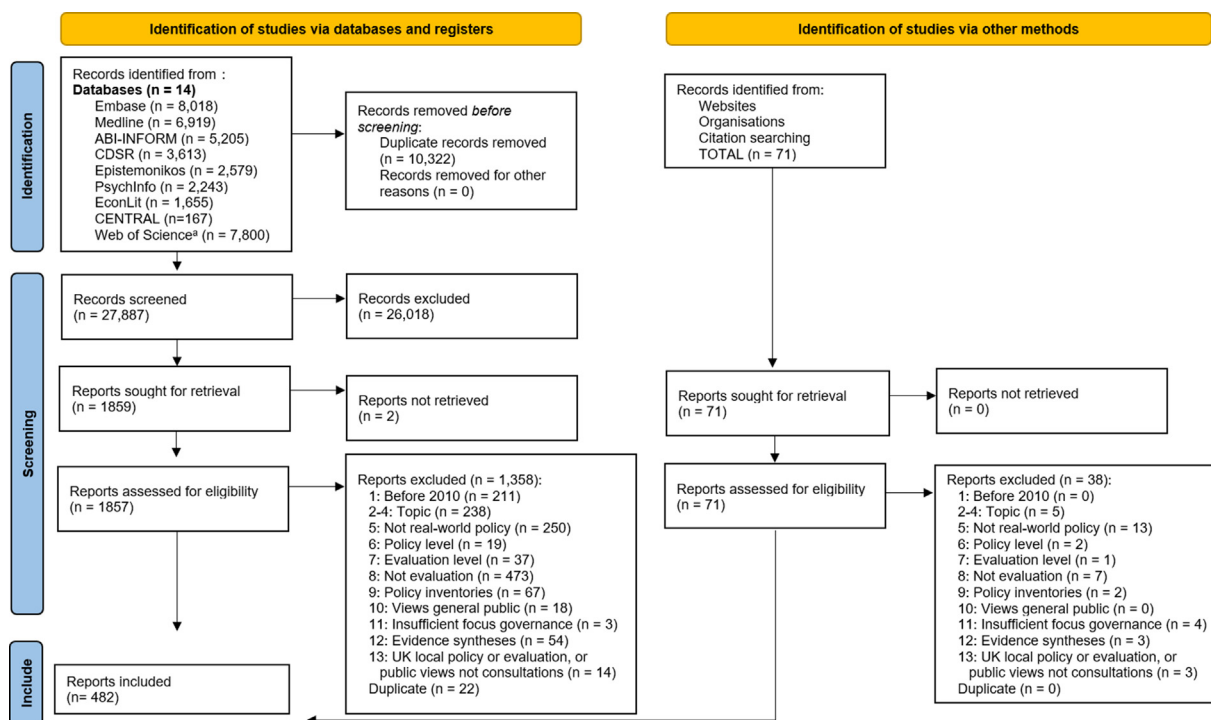 Identification of studies via databases and registers
Identification of studies via other methods
Identification
Records identified from :
Databases (n = 14)
Embase (n = 8,018)
Medline (n = 6,919)
ABI-INFORM (n = 5,205)
CDSR (n = 3,613)
Epistemonikos (n = 2,579)
PsychInfo (n = 2,243)
EconLit (n = 1,655)
CENTRAL (n=167)
Web of Scienceª (n = 7,800)
Records removed before
screening:
Duplicate records removed
(n = 10,322)
Records removed for other
reasons (n = 0)
Records identified from:
Websites
Organisations
Citation searching
TOTAL (n = 71)
Screening
Records screened
(n = 27,887)
Records excluded
(n = 26,018)
Reports sought for retrieval
(n = 1859)
Reports not retrieved
(n = 2)
Reports sought for retrieval
(n = 71)
Reports not retrieved
(n = 0)
Reports assessed for eligibility
(n = 1857)
Reports excluded (n = 1,358):
1: Before 2010 (n = 211)
2-4: Topic (n = 238)
5: Not real-world policy (n = 250)
6: Policy level (n = 19)
7: Evaluation level (n = 37)
8: Not evaluation (n = 473)
9: Policy inventories (n = 67)
10: Views general public (n = 18)
11: Insufficient focus governance (n = 3)
12: Evidence syntheses (n = 54)
13: UK local policy or evaluation, or
public views not consultations (n = 14)
Duplicate (n = 22)
Reports assessed for eligibility
(n = 71)
Reports excluded (n = 38):
1: Before 2010 (n = 0)
2-4: Topic (n = 5)
5: Not real-world policy (n = 13)
6: Policy level (n = 2)
7: Evaluation level (n = 1)
8: Not evaluation (n = 7)
9: Policy inventories (n = 2)
10: Views general public (n = 0)
11: Insufficient focus governance (n = 4)
12: Evidence syntheses (n = 3)
13: UK local policy or evaluation, or
public views not consultations (n = 3)
Duplicate (n = 0)
Include
Reports included
(n= 482)